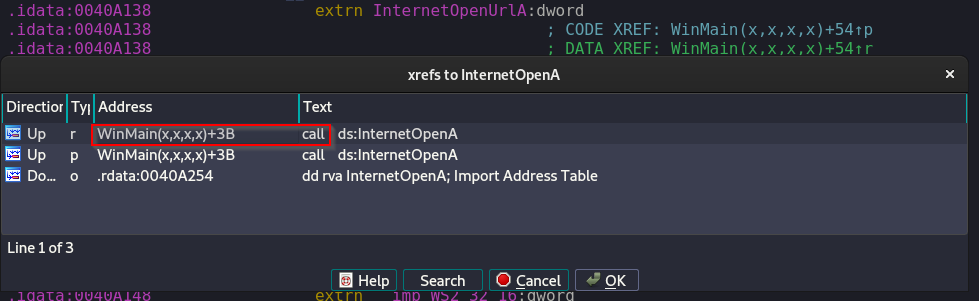 .idata:0040A138 extrn InternetOpenUrlA:dword
.idata:0040A138 ; CODE XREF: WinMain(x,x,x,x)+54↑p
.idata:0040A138 ; DATA XREF: WinMain(x,x,x,x)+54↑r
xrefs to InternetOpenA
Direction Ty Address Text
Up r WinMain(x,x,x,x)+3B call ds:InternetOpenA
Up p WinMain(x,x,x,x)+3B call ds:InternetOpenA
Do... o .rdata:0040A254 dd rva InternetOpenA; Import Address Table
Line 1 of 3
Help Search Cancel OK
.idata:0040A148 extrn __imp_WS2_32_16:dword